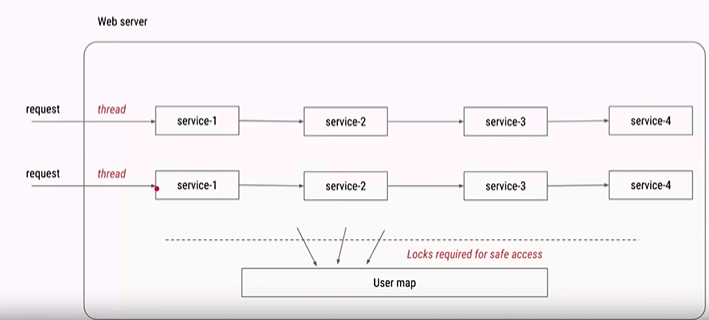 Web server
request
thread
service-1
service-2
service-3
service-4
request
thread
service-1
service-2
service-3
service-4
Locks required for safe access
User map